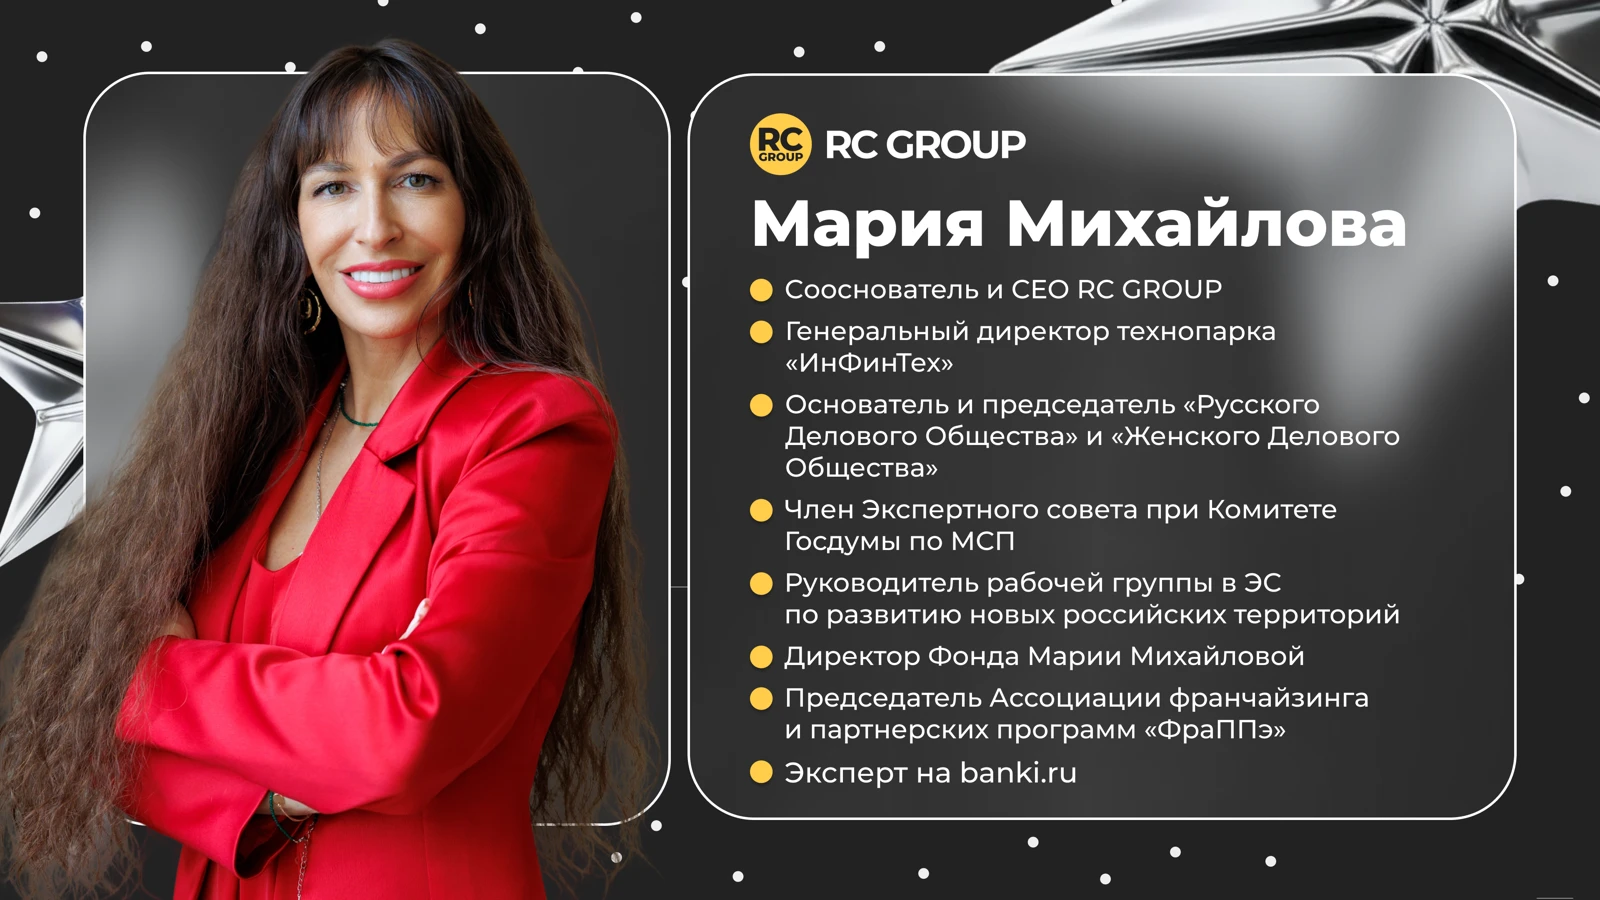 RC
GROUP
RC GROUP
Мария Михайлова
Сооснователь и CEO RC GROUP
Генеральный директор технопарка
«ИнФинТех»
Основатель и председатель «Русского
Делового Общества» и «Женского Делового
Общества»
Член Экспертного совета при Комитете
Госдумы по МСП
Руководитель рабочей группы в ЭС
по развитию новых российских территорий
Директор Фонда Марии Михайловой
Председатель Ассоциации франчайзинга
и партнерских программ «ФраППэ»
Эксперт на banki.ru